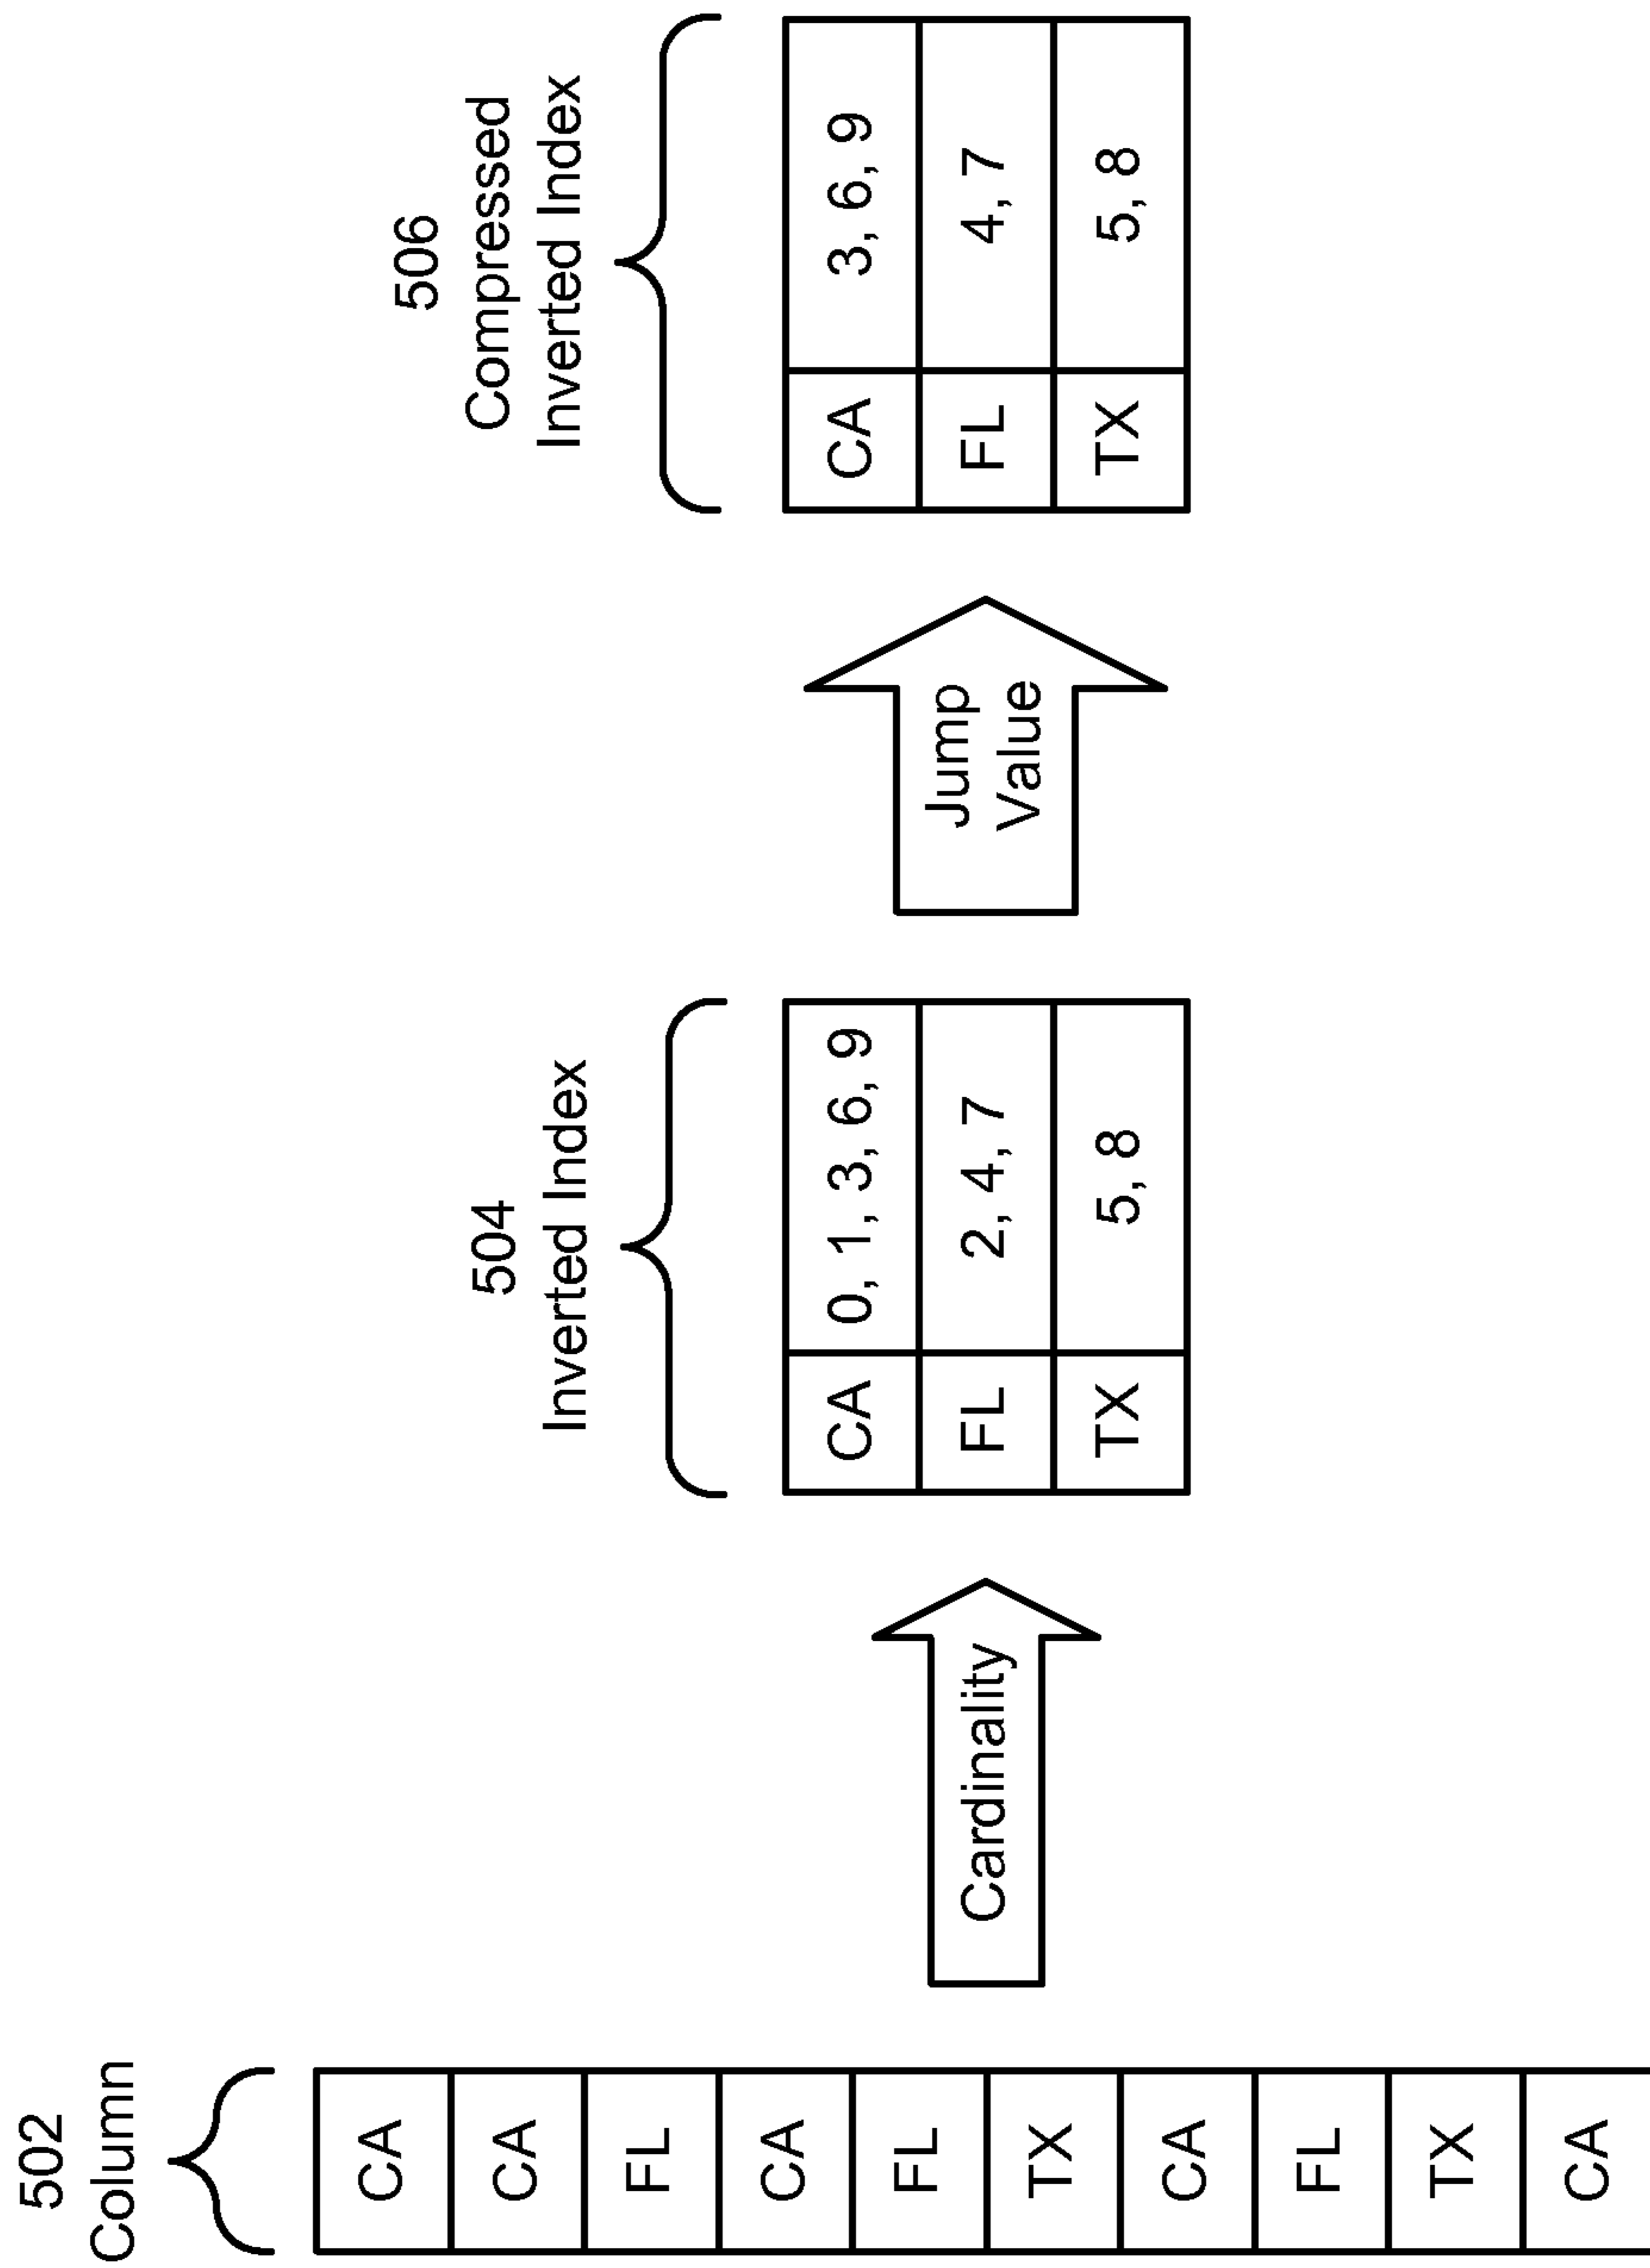 502
Column
CA
CA
FL
CA
FL
TX
CA
FL
TX
CA
Cardinality
504
Inverted Index
CA 0, 1, 3, 6, 9
FL 2, 4, 7
TX 5, 8
Jump
Value
506
Compressed
Inverted Index
CA 3, 6, 9
FL 4, 7
TX 5, 8